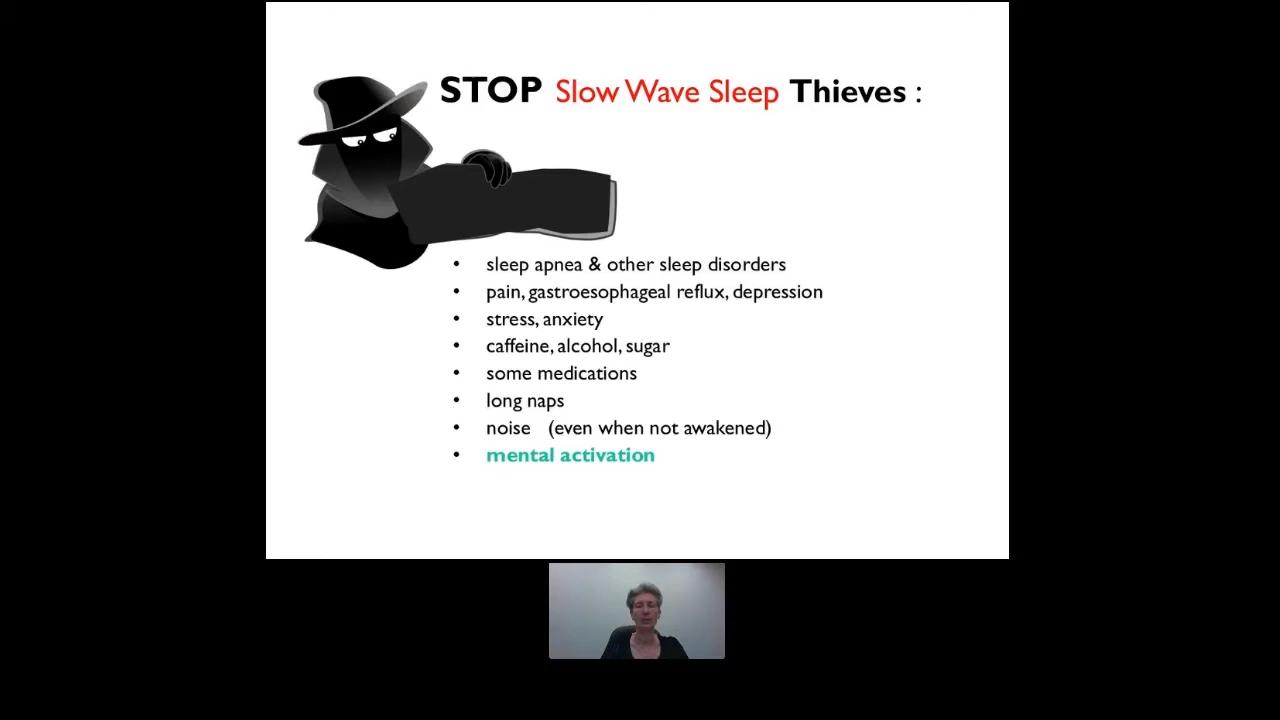 STOP Slow Wave Sleep Thieves :
• sleep apnea & other sleep disorders
• pain, gastroesophageal reflux, depression
• stress, anxiety
• caffeine, alcohol, sugar
• some medications
• long naps
• noise (even when not awakened)
• mental activation